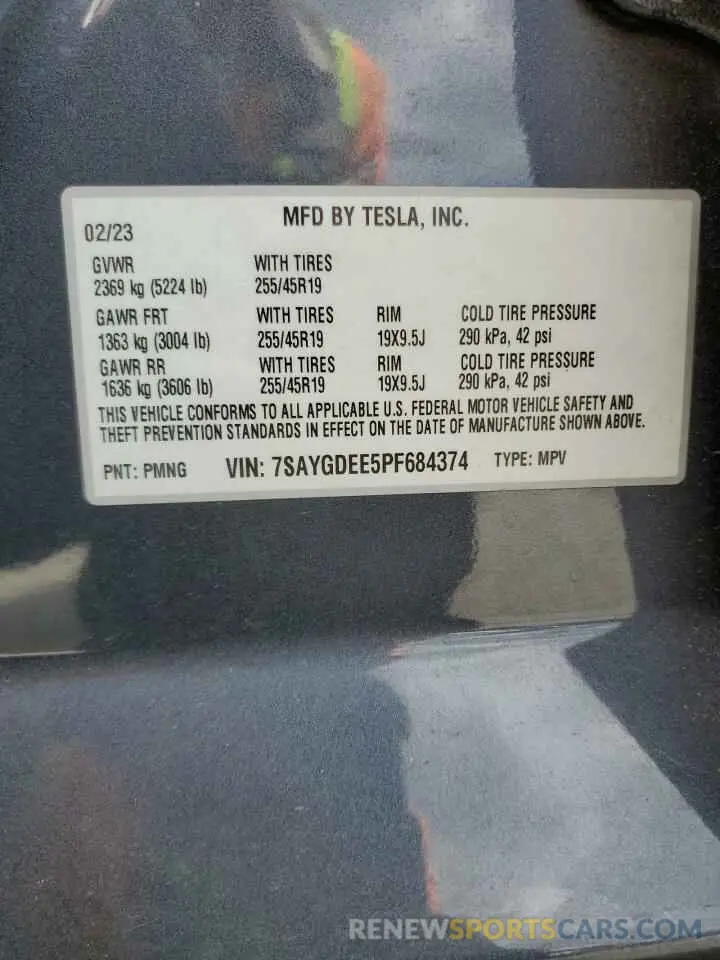 MFD BY TESLA, INC.
02/23
GVWR WITH TIRES
2369 kg (5224 lb) 255/45R19
GAWR FRT WITH TIRES RIM COLD TIRE PRESSURE
1363 kg (3004 lb) 255/45R19 19X9.5J 290 kPa, 42 psi
GAWR RR WITH TIRES RIM COLD TIRE PRESSURE
1636 kg (3606 lb) 255/45R19 19X9.5J 290 kPa, 42 psi
THIS VEHICLE CONFORMS TO ALL APPLICABLE U.S. FEDERAL MOTOR VEHICLE SAFETY AND
THEFT PREVENTION STANDARDS IN EFFECT ON THE DATE OF MANUFACTURE SHOWN ABOVE.
PNT: PMNG VIN: 7SAYGDEE5PF684374 TYPE: MPV
RENEWSPORTSCARS.COM